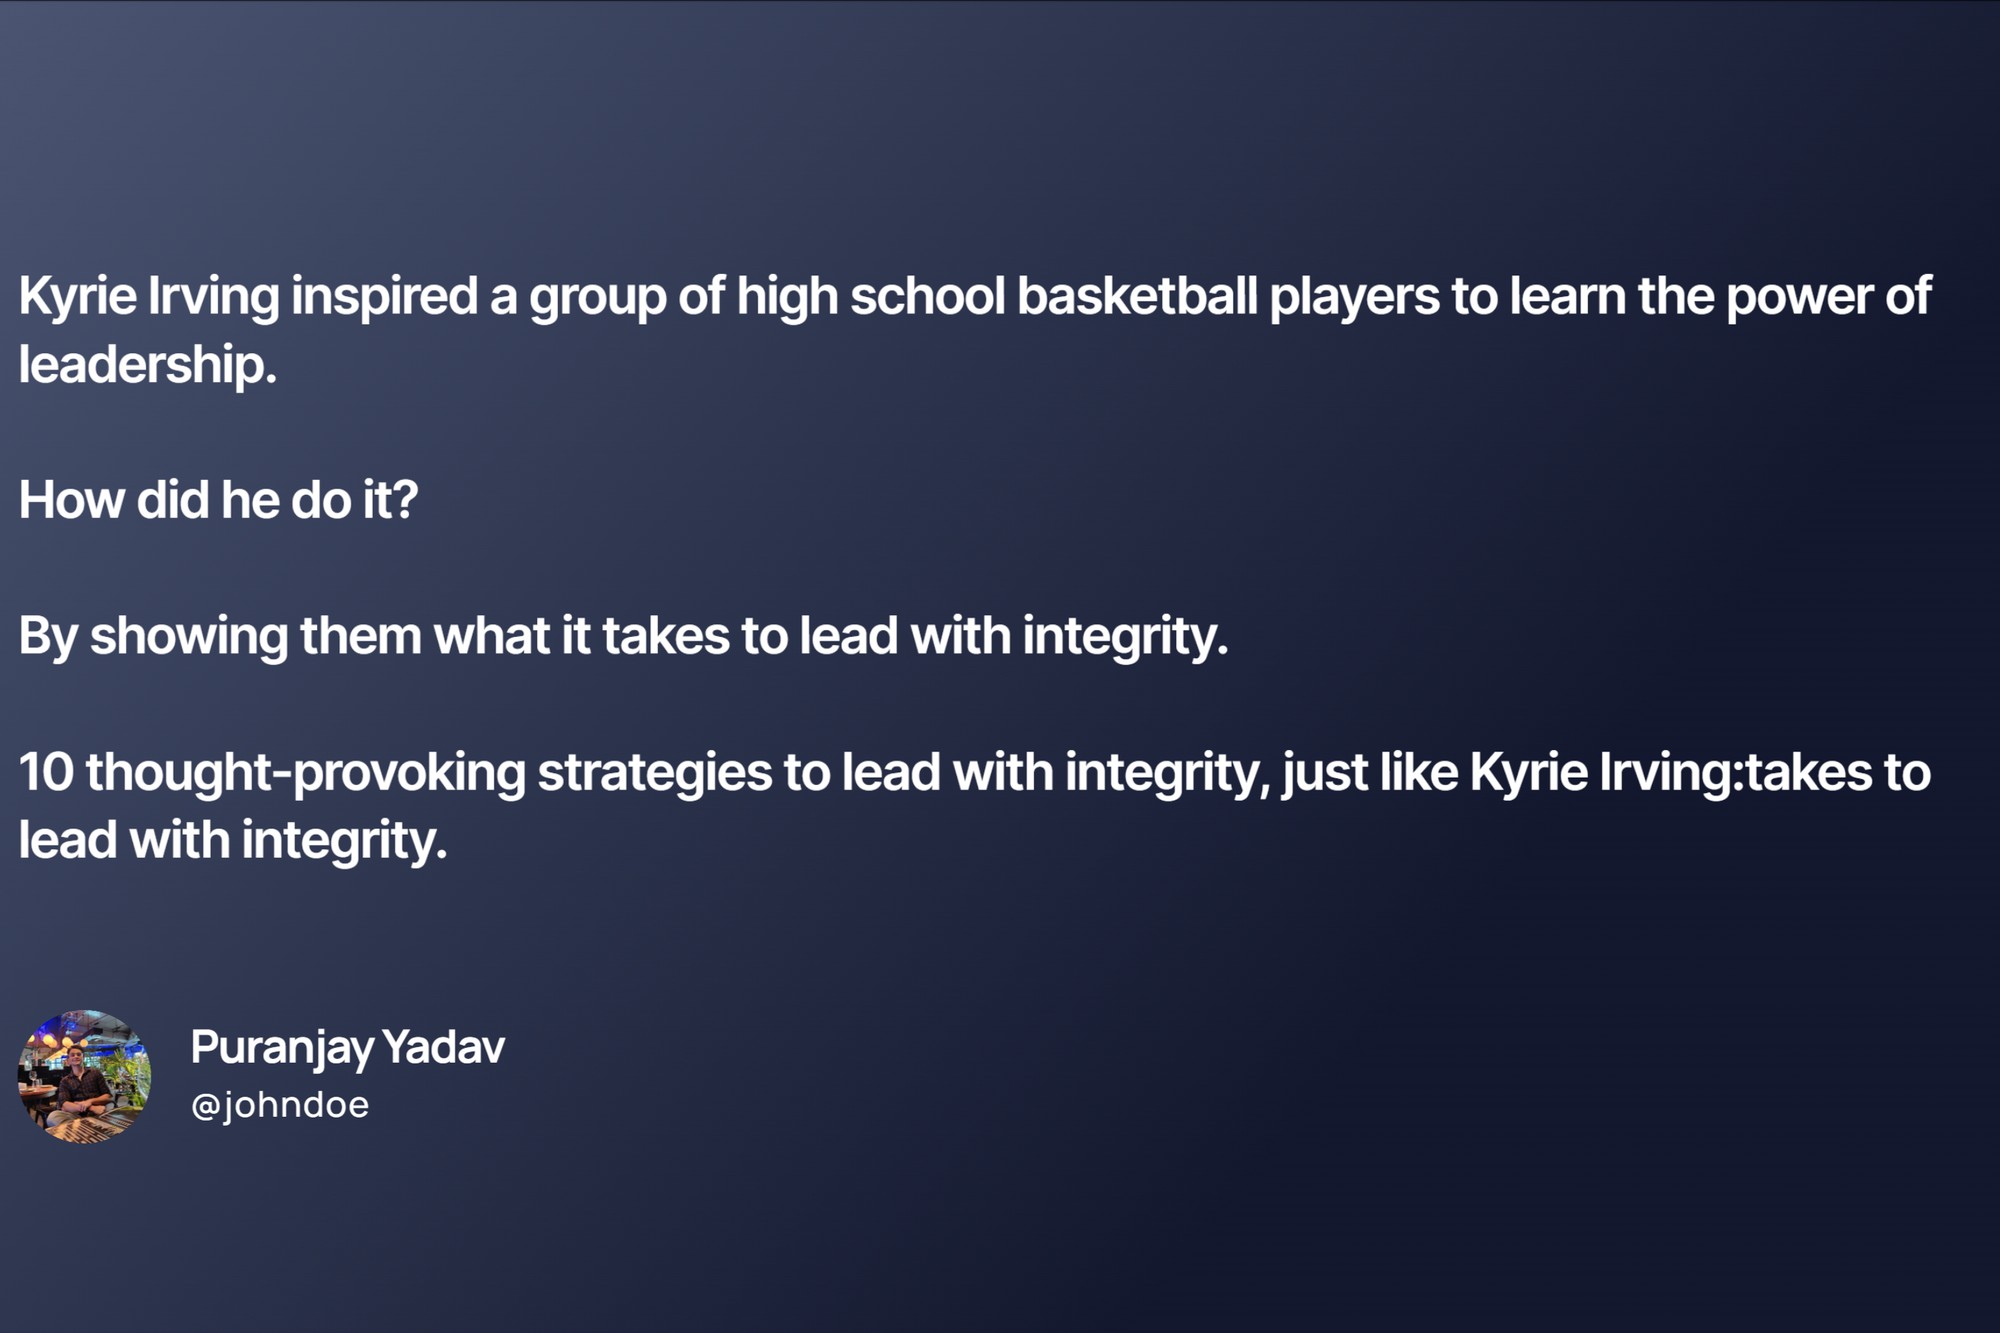 Kyrie Irving inspired a group of high school basketball players to learn the power of
leadership.
How did he do it?
By showing them what it takes to lead with integrity.
10 thought-provoking strategies to lead with integrity, just like Kyrie Irving:takes to
lead with integrity.
Puranjay Yadav
@johndoe